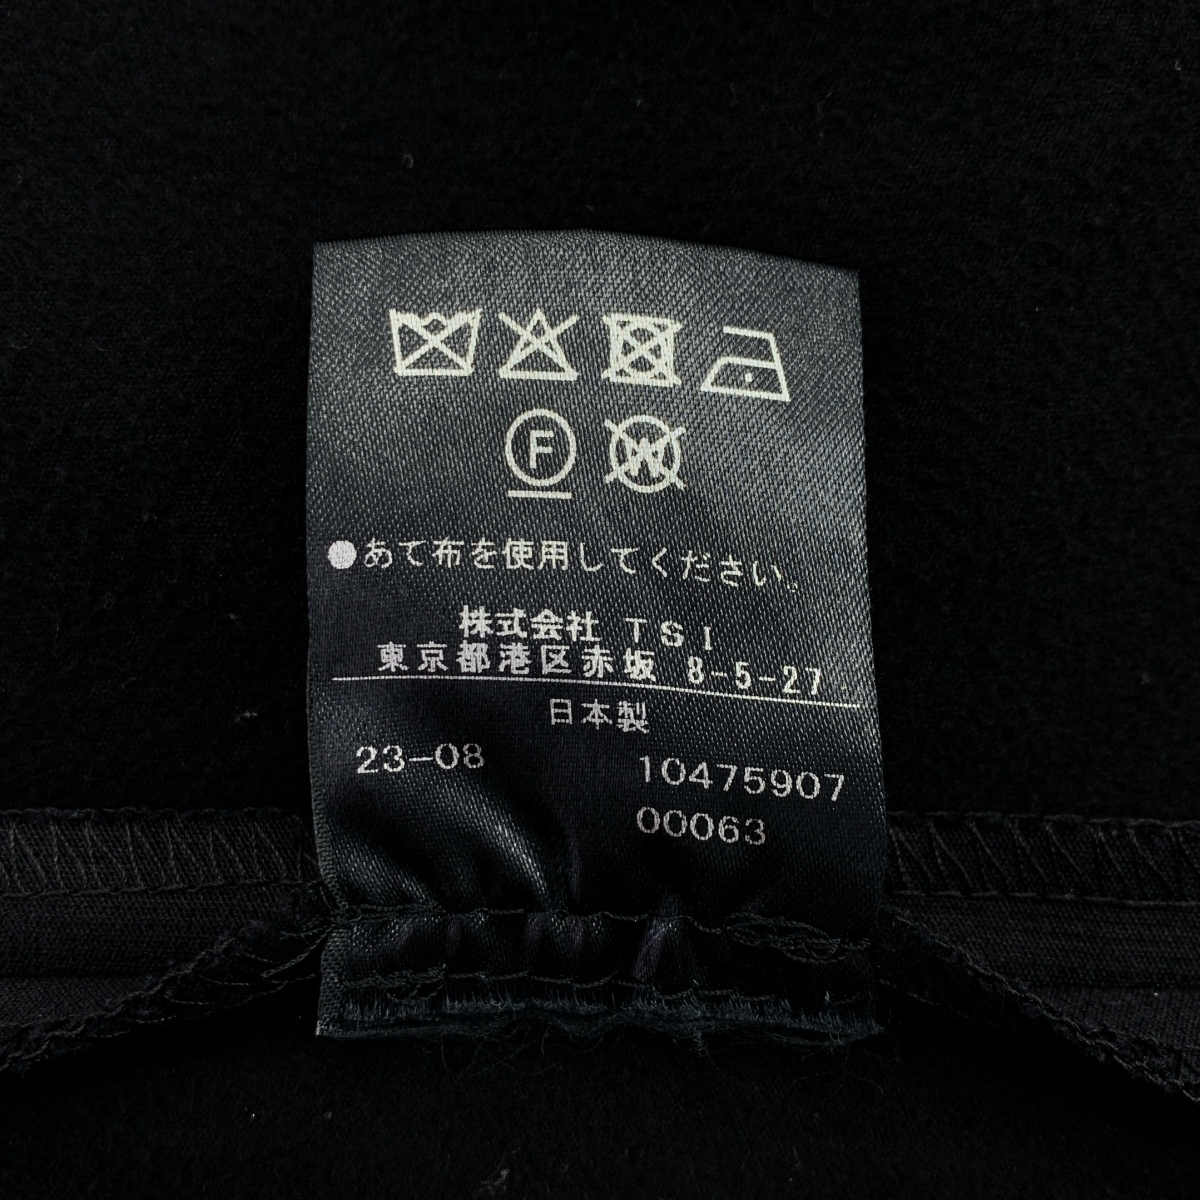 F W
●あて布を使用してください。
株式会社 TSI
東京都港区赤坂 8-5-27
日本製
23-08 10475907
00063